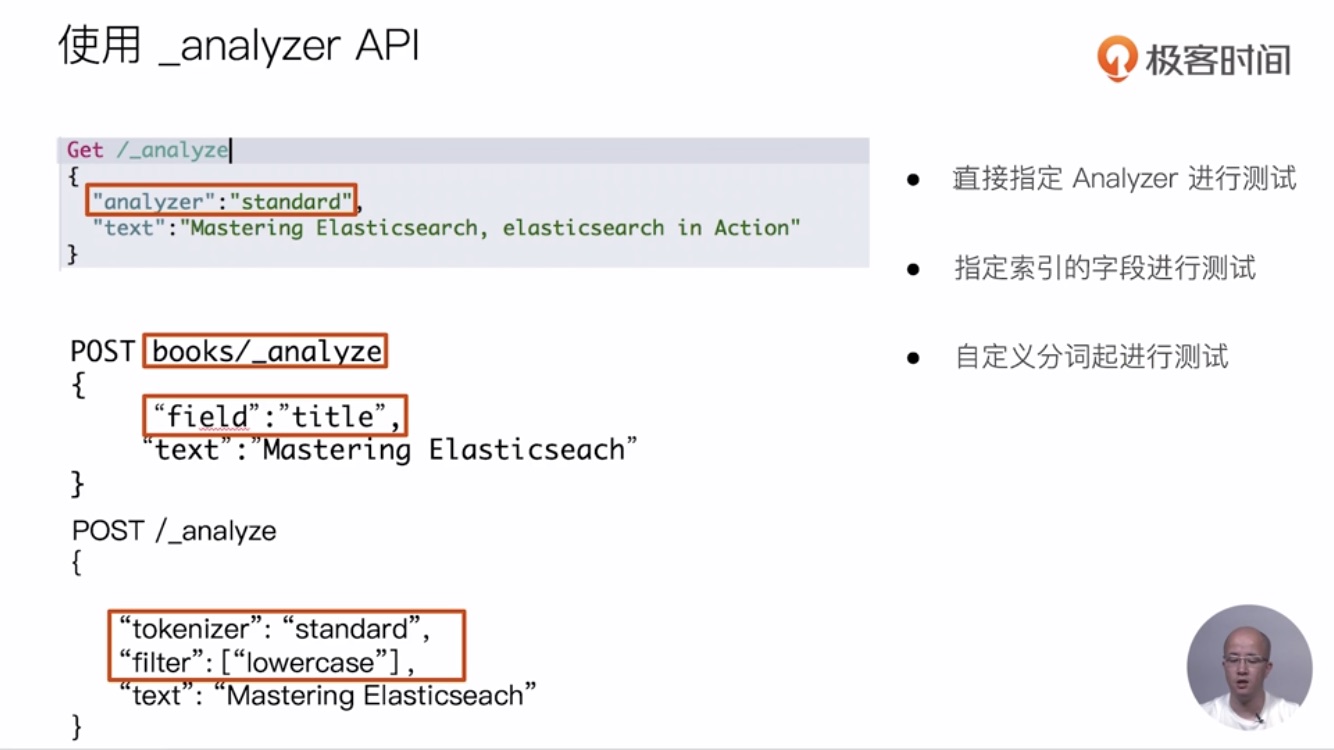 使用 _analyzer API
极客时间
Get /_analyze
{
"analyzer":"standard",
"text":"Mastering Elasticsearch, elasticsearch in Action"
}
● 直接指定 Analyzer 进行测试
● 指定索引的字段进行测试
● 自定义分词起进行测试
POST books/_analyze
{
“field”:”title”,
“text”:”Mastering Elasticseach”
}
POST /_analyze
{
“tokenizer”: “standard”,
“filter”: [“lowercase”] ,
“text”: “Mastering Elasticseach”
}